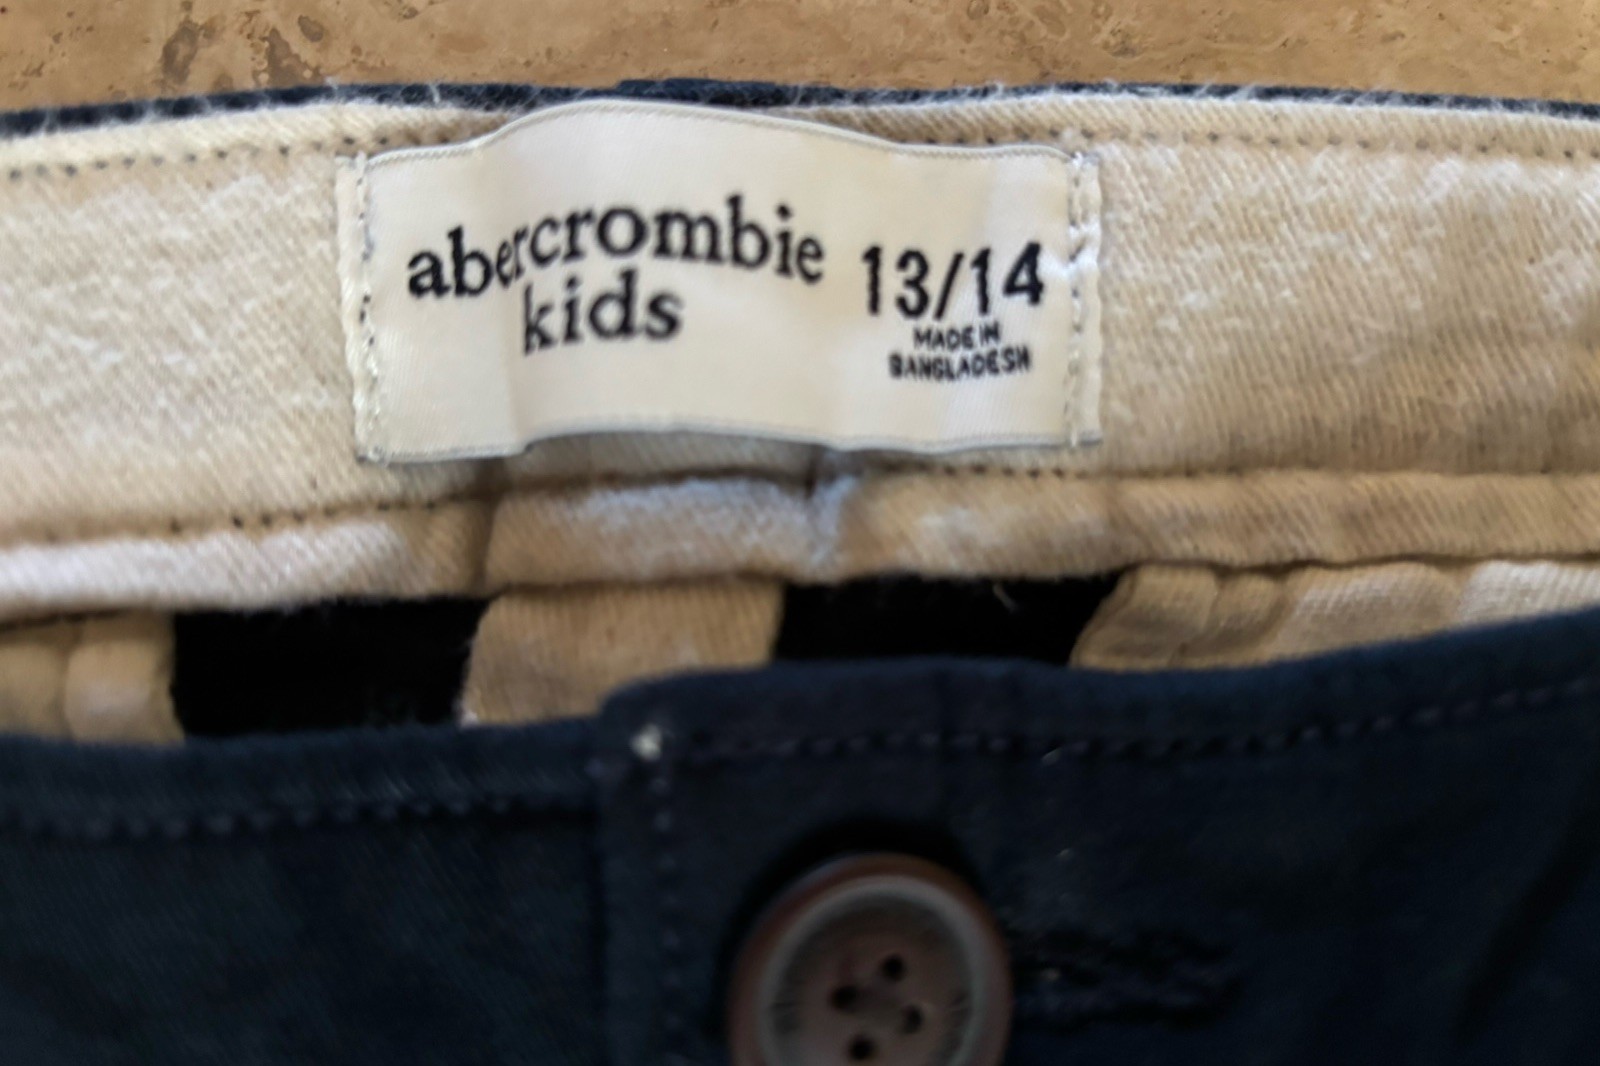 abercrombie
kids
13/14
MADE IN
BANGLADESH